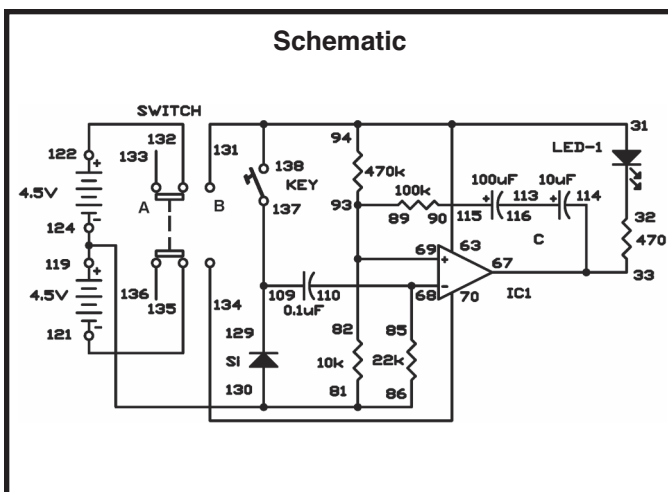 Schematic
SWITCH
31
132
131
94
LED-1
122
133
138
470k
100uF
10uF
4.5V
KEY
100k
113
114
A
B
137
93
124
89
90
115
116
32
C
470
119
69
63
67
33
4.5V
136
135
134
109
110
68
70
IC1
0.1uF
121
129
82
85
Si
10k
22k
130
81
86
+
-
+
-
+
+
+
-